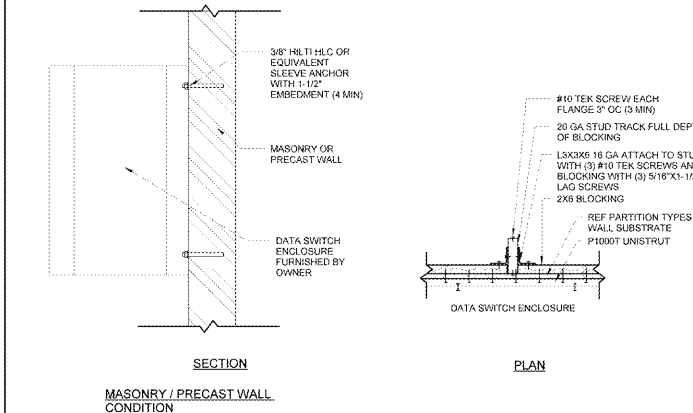 3/8" HILTI HLC OR
EQUIVALENT
SLEEVE ANCHOR
WITH 1-1/2"
EMBEDMENT (4 MIN)
MASONRY OR
PRECAST WALL
DATA SWITCH
ENCLOSURE
FURNISHED BY
OWNER
SECTION
MASONRY / PRECAST WALL
CONDITION
#10 TEK SCREW EACH
FLANGE 3" OC (3 MIN)
20 GA STUD TRACK FULL DEPT
OF BLOCKING
L3X3X6 16 GA ATTACH TO STU
WITH (3) #10 TEK SCREWS AN
BLOCKING WITH (3) 5/16"X1-1/
LAG SCREWS
2X6 BLOCKING
REF PARTITION TYPES
WALL SUBSTRATE
P1000T UNISTRUT
DATA SWITCH ENCLOSURE
PLAN